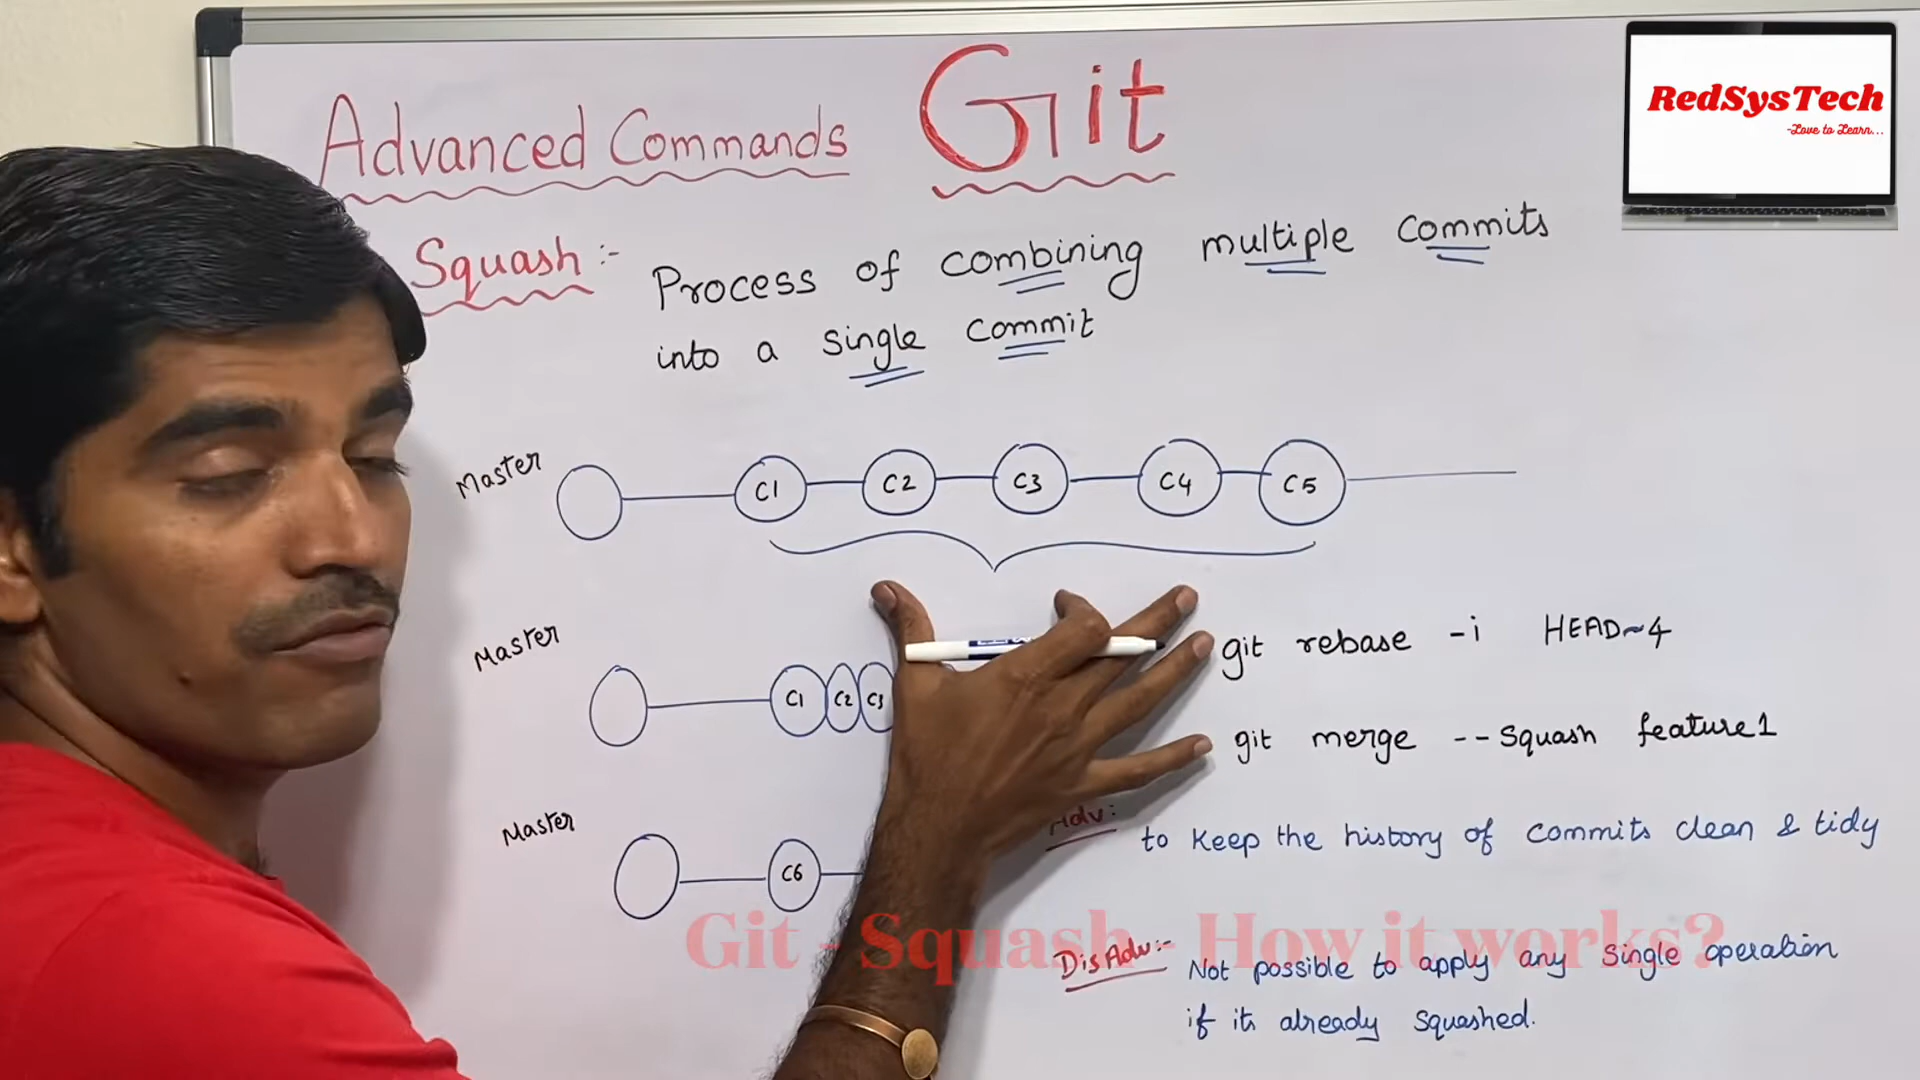 Advanced Commands Git
RedSysTech
-Love to Learn...
Squash :- Process of combining multiple commits
into a single commit
Master
C1 C2 C3 C4 C5
Master
C1 C2 C3
git rebase -i HEAD~4
git merge --squash feature1
Master
C6
Adv:
to keep the history of commits clean & tidy
Git - Squash - How it works?
DisAdv:-
Not possible to apply any single operation
if its already squashed.